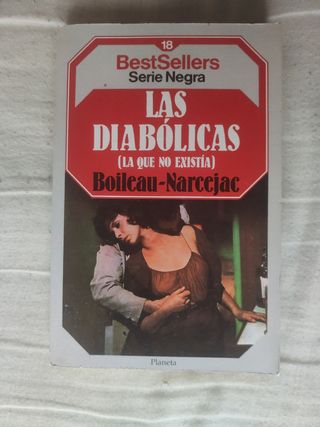 18
BestSellers
Serie Negra
LAS
DIABÓLICAS
(LA QUE NO EXISTÍA)
Boileau-Narcejac
Planeta